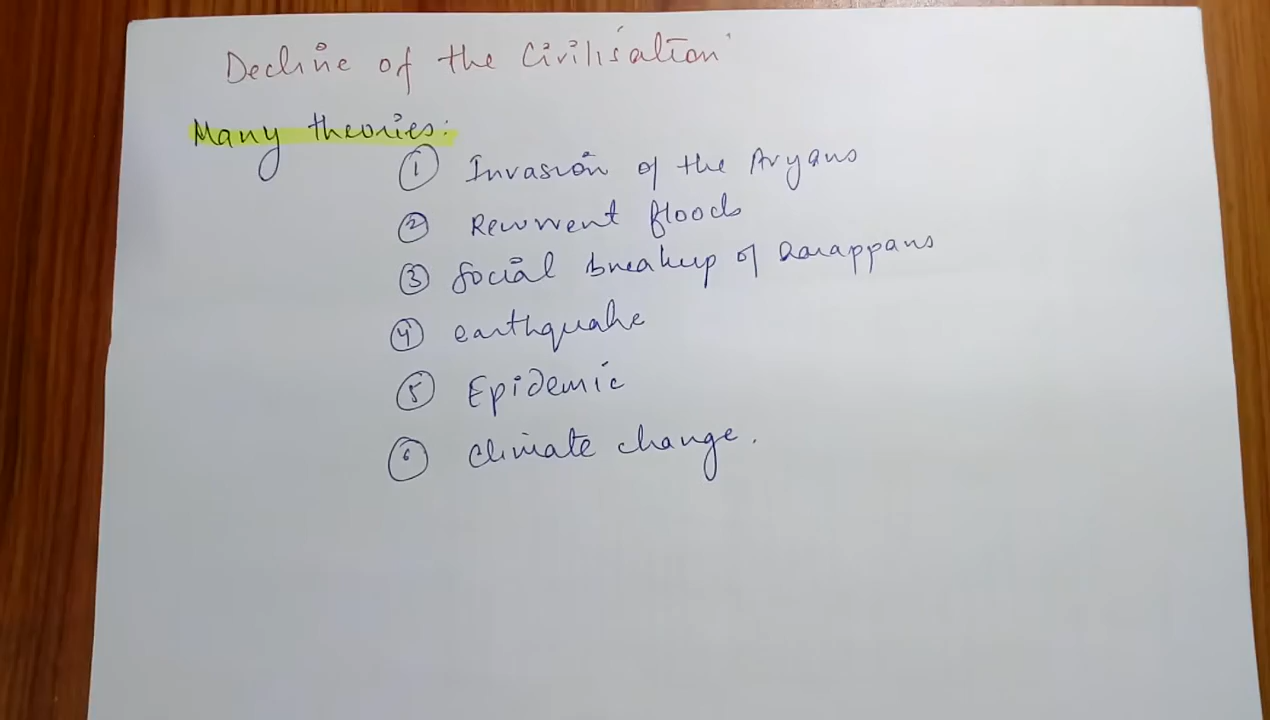 Decline of the Civilisation
Many theories:
① Invasion of the Aryans
② Recurrent floods
③ Social breakup of Harappans
④ earthquake
⑤ Epidemic
⑥ Climate change.